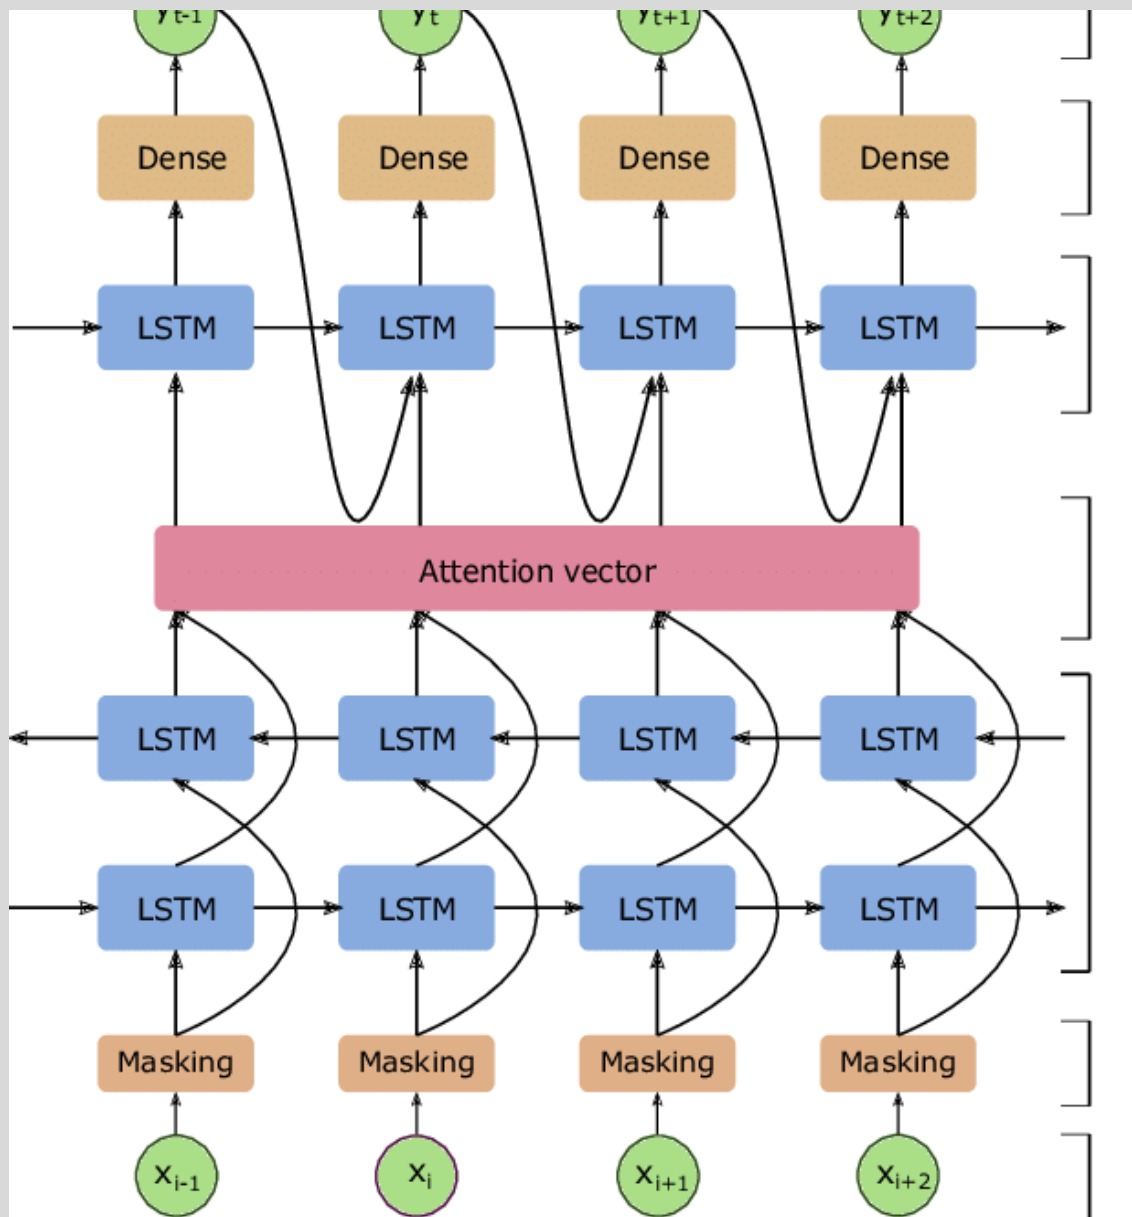 yt-1 yt yt+1 yt+2
Dense Dense Dense Dense
LSTM LSTM LSTM LSTM
Attention vector
LSTM LSTM LSTM LSTM
LSTM LSTM LSTM LSTM
Masking Masking Masking Masking
xi-1 xi xi+1 xi+2